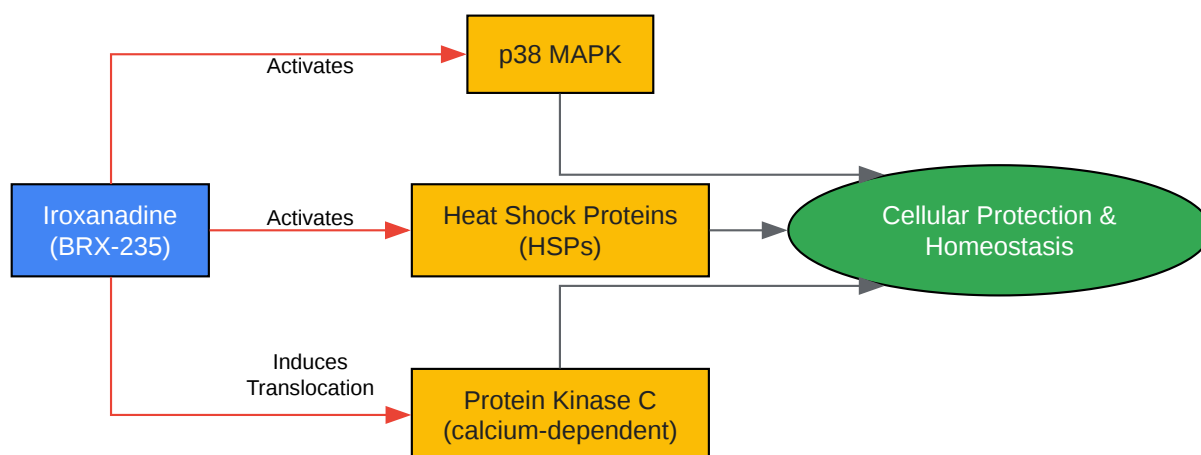 p38 MAPK
Activates
Iroxanadine
(BRX-235)
Activates
Heat Shock Proteins
(HSPs)
Cellular Protection &
Homeostasis
Induces
Translocation
Protein Kinase C
(calcium-dependent)